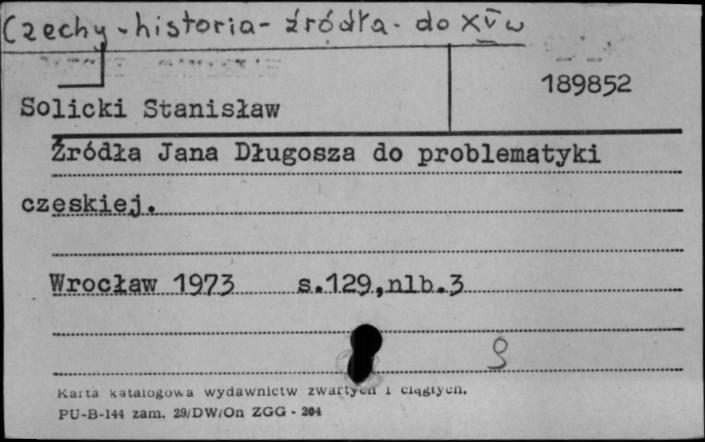 Czechy - historia - źródła - do XV w
189852
Solicki Stanisław
Źródła Jana Długosza do problematyki
czeskiej.
Wrocław 1973 s.129,nlb.3
Karta katalogowa wydawnictw zwartych i ciągłych.
PU-B-144 zam. 29/DW/On ZGG - 204